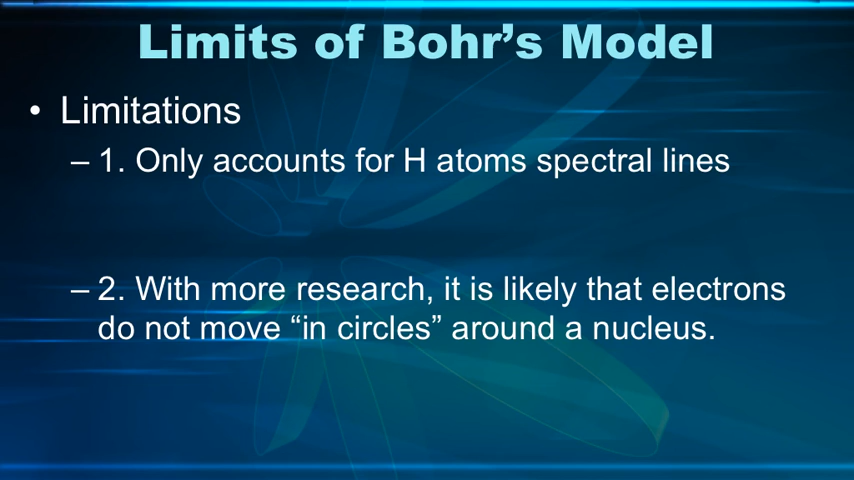 Limits of Bohr’s Model
• Limitations
– 1. Only accounts for H atoms spectral lines
– 2. With more research, it is likely that electrons
do not move “in circles” around a nucleus.